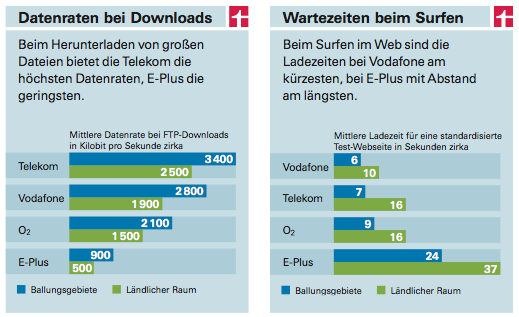 Datenraten bei Downloads
Beim Herunterladen von großen
Dateien bietet die Telekom die
höchsten Datenraten, E-Plus die
geringsten.
Mittlere Datenrate bei FTP-Downloads
in Kilobit pro Sekunde zirka
Telekom
3 400
2 500
Vodafone
2 800
1 900
O2
2 100
1 500
E-Plus
900
500
Ballungsgebiete
Ländlicher Raum
Wartezeiten beim Surfen
Beim Surfen im Web sind die
Ladezeiten bei Vodafone am
kürzesten, bei E-Plus mit Abstand
am längsten.
Mittlere Ladezeit für eine standardisierte
Test-Webseite in Sekunden zirka
Vodafone
6
10
Telekom
7
16
O2
9
16
E-Plus
24
37
Ballungsgebiete
Ländlicher Raum